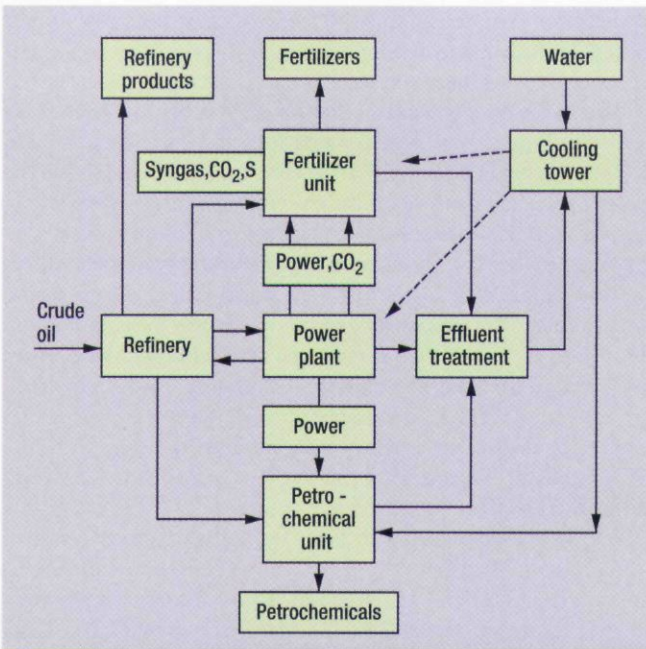 Refinery
products
Fertilizers
Water
Syngas,CO₂,S
Fertilizer
unit
Cooling
tower
Power,CO₂
Crude
oil
Refinery
Power
plant
Effluent
treatment
Power
Petro -
chemical
unit
Petrochemicals